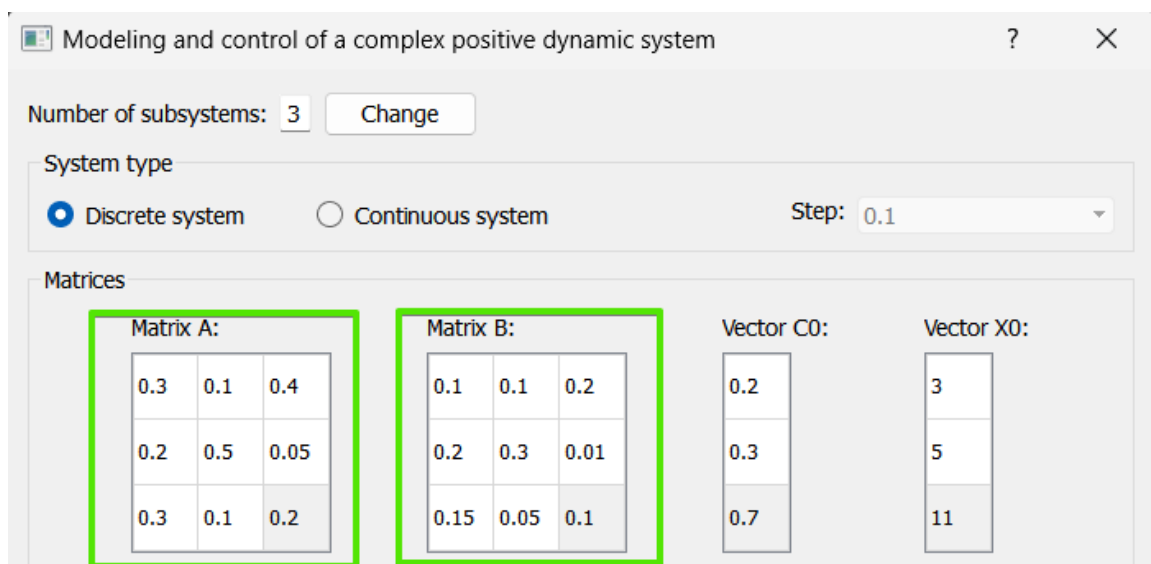 Modeling and control of a complex positive dynamic system ?
Number of subsystems: 3 Change
System type
Discrete system Continuous system Step: 0.1
Matrices
Matrix A: Matrix B: Vector C0: Vector X0:
0.3 0.1 0.4 0.1 0.1 0.2 0.2 3
0.2 0.5 0.05 0.2 0.3 0.01 0.3 5
0.3 0.1 0.2 0.15 0.05 0.1 0.7 11